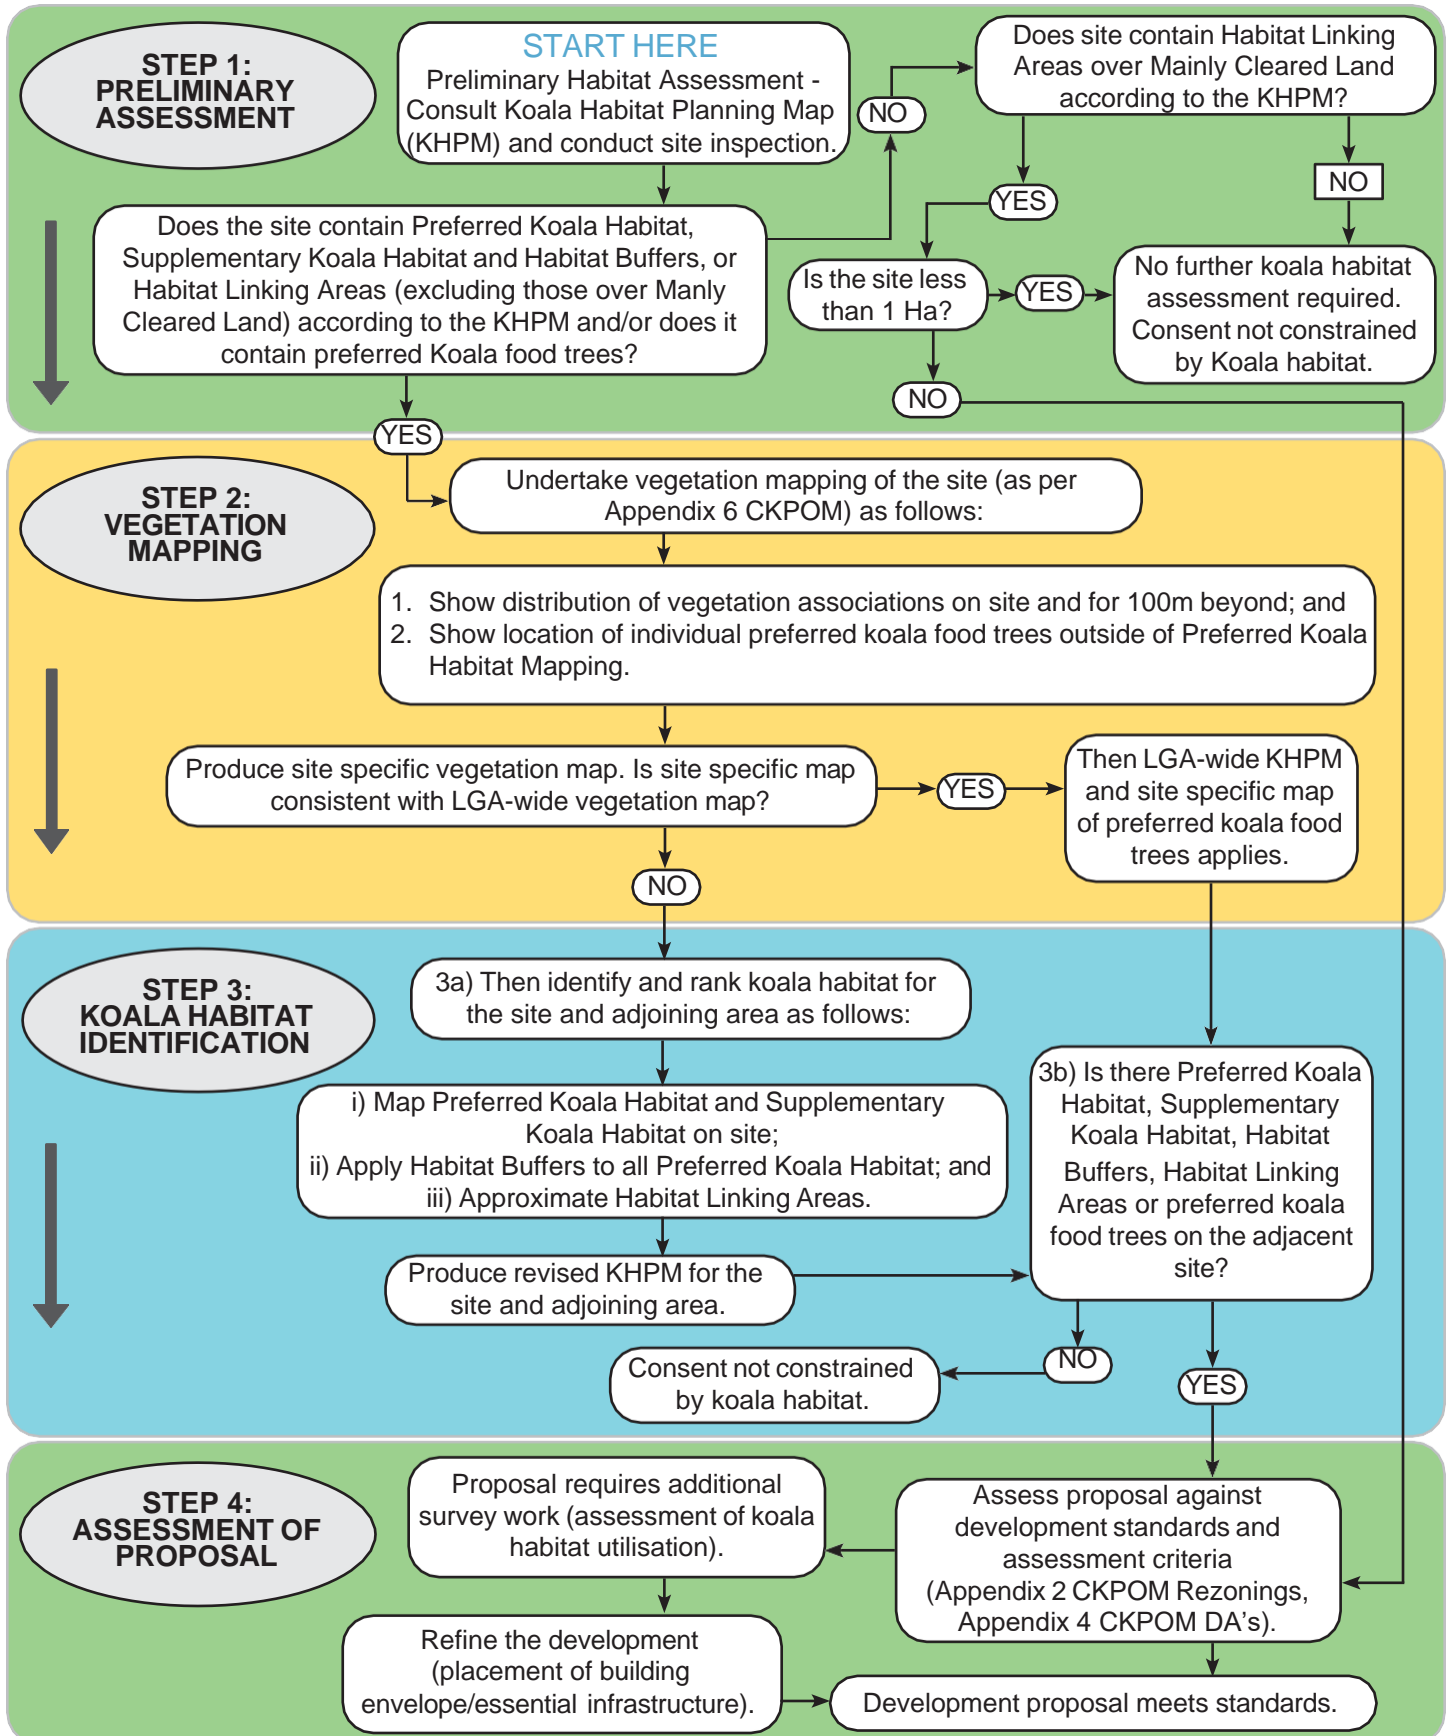 STEP 1:
PRELIMINARY
ASSESSMENT
START HERE
Preliminary Habitat Assessment -
Consult Koala Habitat Planning Map
(KHPM) and conduct site inspection.
NO
Does site contain Habitat Linking
Areas over Mainly Cleared Land
according to the KHPM?
YES
NO
Does the site contain Preferred Koala Habitat,
Supplementary Koala Habitat and Habitat Buffers, or
Habitat Linking Areas (excluding those over Manly
Cleared Land) according to the KHPM and/or does it
contain preferred Koala food trees?
Is the site less
than 1 Ha?
YES
No further koala habitat
assessment required.
Consent not constrained
by Koala habitat.
NO
YES
STEP 2:
VEGETATION
MAPPING
Undertake vegetation mapping of the site (as per
Appendix 6 CKPOM) as follows:
1. Show distribution of vegetation associations on site and for 100m beyond; and
2. Show location of individual preferred koala food trees outside of Preferred Koala
Habitat Mapping.
Produce site specific vegetation map. Is site specific map
consistent with LGA-wide vegetation map?
YES
Then LGA-wide KHPM
and site specific map
of preferred koala food
trees applies.
NO
STEP 3:
KOALA HABITAT
IDENTIFICATION
3a) Then identify and rank koala habitat for
the site and adjoining area as follows:
i) Map Preferred Koala Habitat and Supplementary
Koala Habitat on site;
ii) Apply Habitat Buffers to all Preferred Koala Habitat; and
iii) Approximate Habitat Linking Areas.
Produce revised KHPM for the
site and adjoining area.
3b) Is there Preferred Koala
Habitat, Supplementary
Koala Habitat, Habitat
Buffers, Habitat Linking
Areas or preferred koala
food trees on the adjacent
site?
NO
Consent not constrained
by koala habitat.
YES
STEP 4:
ASSESSMENT OF
PROPOSAL
Proposal requires additional
survey work (assessment of koala
habitat utilisation).
Assess proposal against
development standards and
assessment criteria
(Appendix 2 CKPOM Rezonings,
Appendix 4 CKPOM DA's).
Refine the development
(placement of building
envelope/essential infrastructure).
Development proposal meets standards.